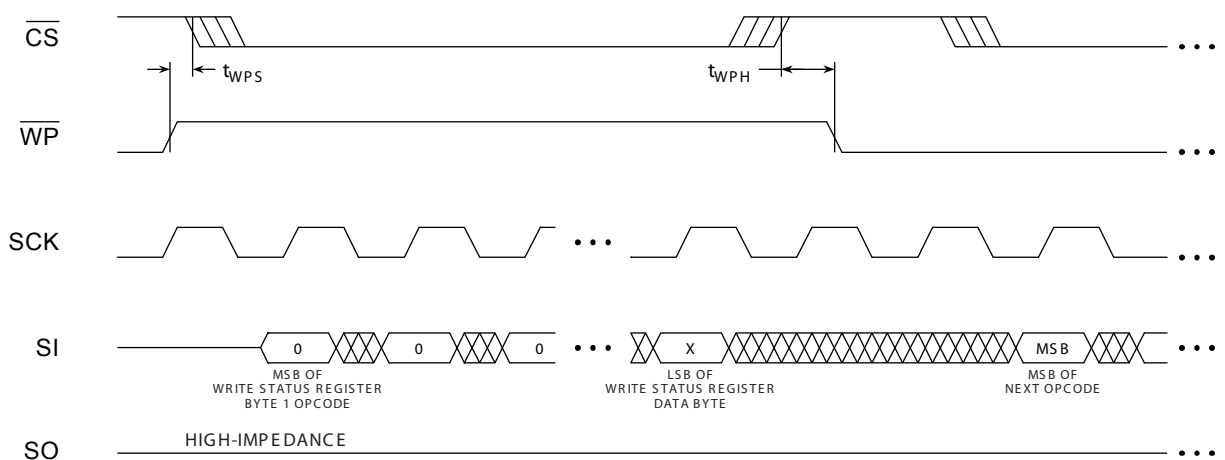 CS
tWPS
tWPH
WP
SCK
SI
0
0
0
X
MSB
MSB OF
WRITE STATUS REGISTER
BYTE 1 OPCODE
LSB OF
WRITE STATUS REGISTER
DATA BYTE
MSB OF
NEXT OPCODE
SO
HIGH-IMPEDANCE